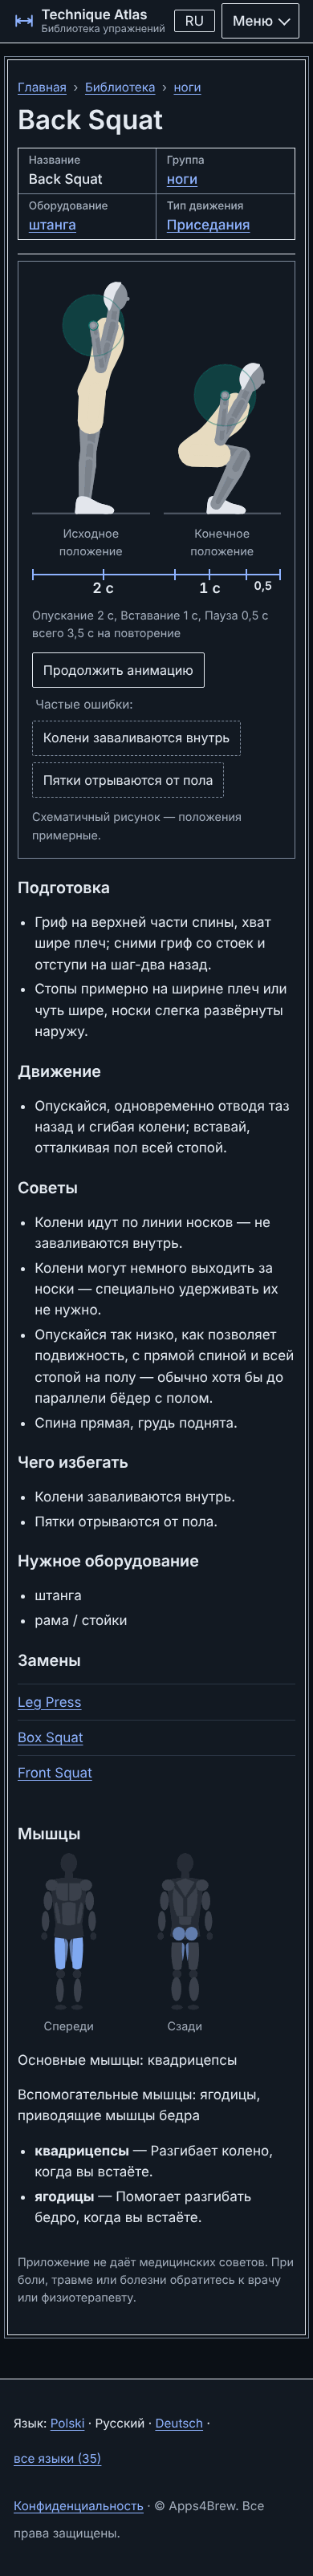 Technique Atlas
Библиотека упражнений
RU
Меню
Главная › Библиотека › ноги
Back Squat
Название
Back Squat
Группа
ноги
Оборудование
штанга
Тип движения
Приседания
Исходное
положение
Конечное
положение
2 с
1 с
0,5
Опускание 2 с, Вставание 1 с, Пауза 0,5 с
всего 3,5 с на повторение
Продолжить анимацию
Частые ошибки:
Колени заваливаются внутрь
Пятки отрываются от пола
Схематичный рисунок — положения
примерные.
Подготовка
• Гриф на верхней части спины, хват
шире плеч; сними гриф со стоек и
отступи на шаг-два назад.
• Стопы примерно на ширине плеч или
чуть шире, носки слегка развёрнуты
наружу.
Движение
• Опускайся, одновременно отводя таз
назад и сгибая колени; вставай,
отталкивая пол всей стопой.
Советы
• Колени идут по линии носков — не
заваливаются внутрь.
• Колени могут немного выходить за
носки — специально удерживать их
не нужно.
• Опускайся так низко, как позволяет
подвижность, с прямой спиной и всей
стопой на полу — обычно хотя бы до
параллели бёдер с полом.
• Спина прямая, грудь поднята.
Чего избегать
• Колени заваливаются внутрь.
• Пятки отрываются от пола.
Нужное оборудование
• штанга
• рама / стойки
Замены
Leg Press
Box Squat
Front Squat
Мышцы
Спереди
Сзади
Основные мышцы: квадрицепсы
Вспомогательные мышцы: ягодицы,
приводящие мышцы бедра
• квадрицепсы — Разгибает колено,
когда вы встаёте.
• ягодицы — Помогает разгибать
бедро, когда вы встаёте.
Приложение не даёт медицинских советов. При
боли, травме или болезни обратитесь к врачу
или физиотерапевту.
Язык: Polski · Русский · Deutsch ·
все языки (35)
Конфиденциальность · © Apps4Brew. Все
права защищены.